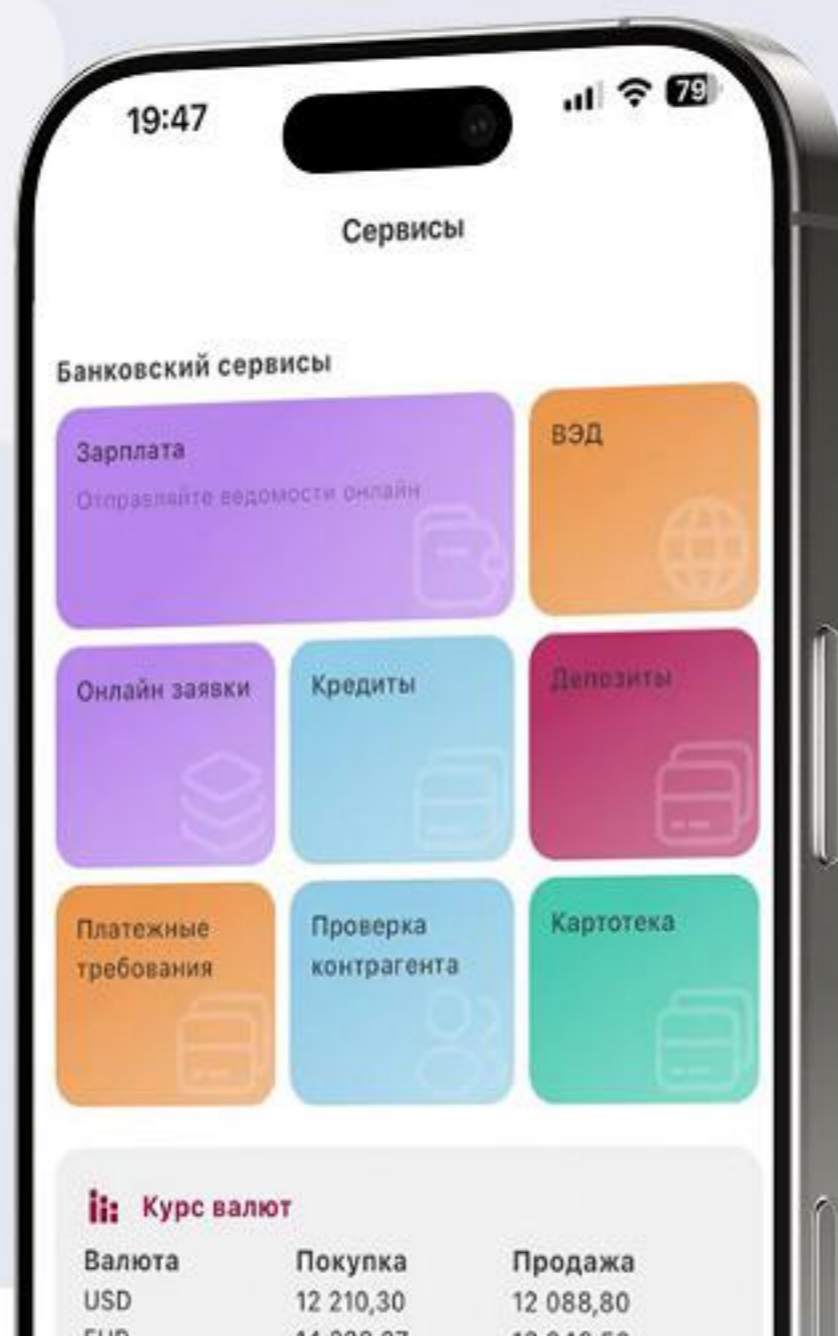 19:47
79
Сервисы
Банковский сервисы
Зарплата
Отправляйте ведомости онлайн
ВЭД
Онлайн заявки
Кредиты
Депозиты
Платежные
требования
Проверка
контрагента
Картотека
Курс валют
Валюта Покупка Продажа
USD 12 210,30 12 088,80
EUR